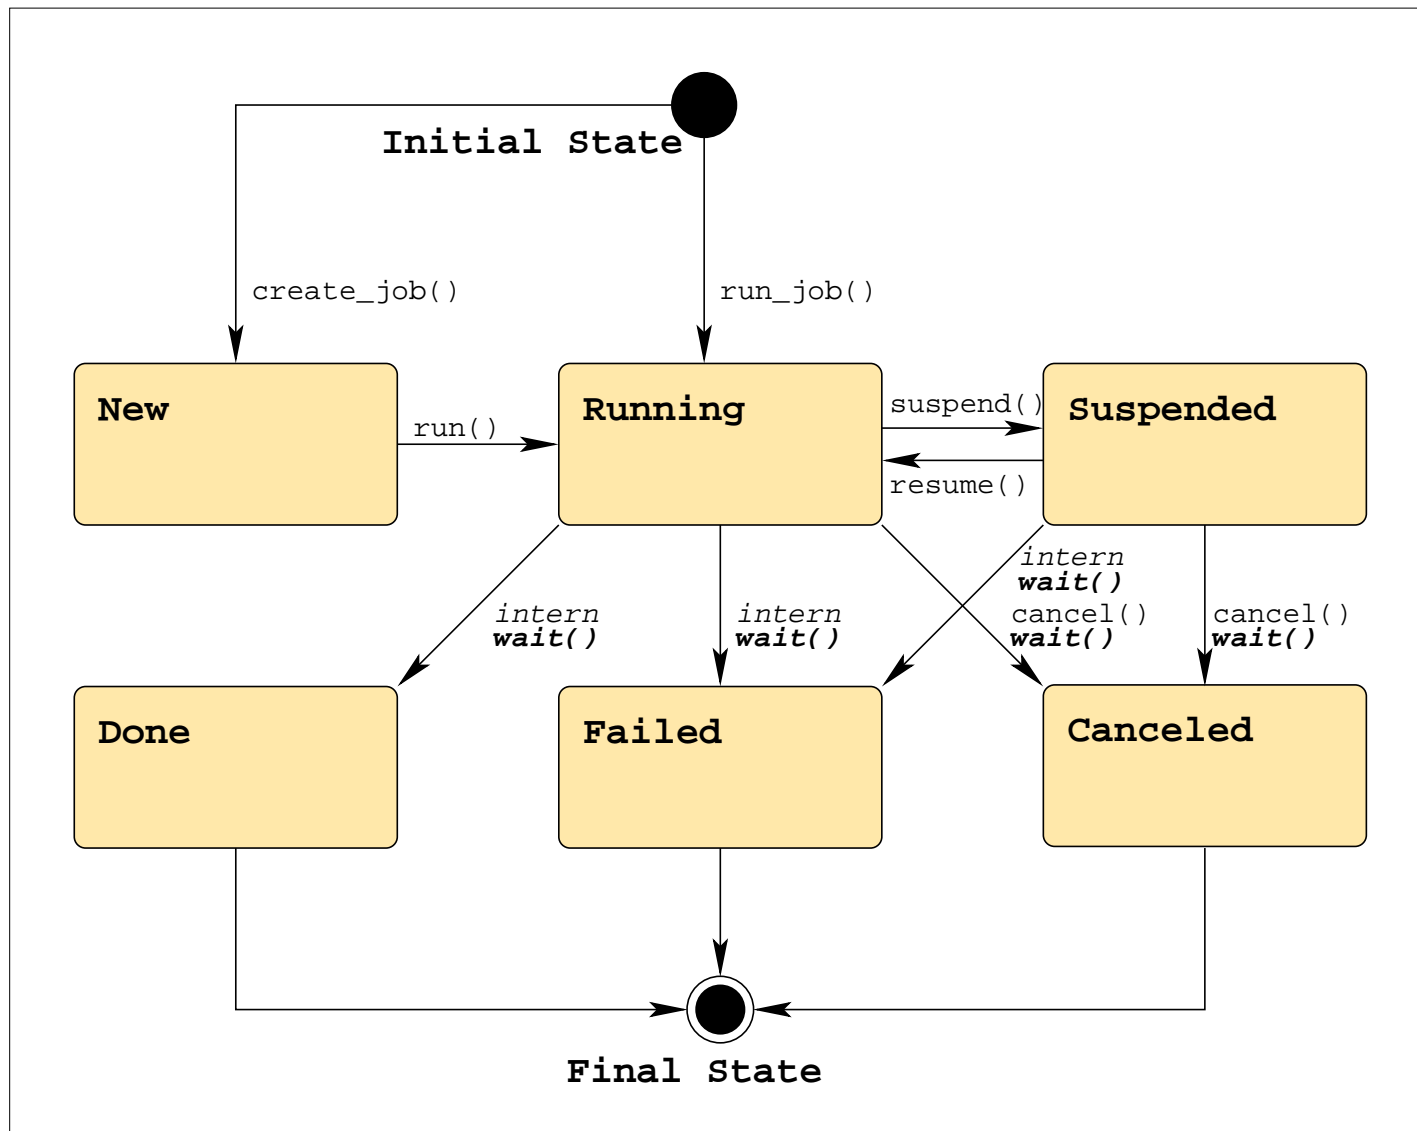 Initial State
create_job()
run_job()
New
run()
Running
suspend()
resume()
Suspended
intern
wait()
intern
wait()
intern
wait()
cancel()
wait()
cancel()
wait()
Done
Failed
Canceled
Final State